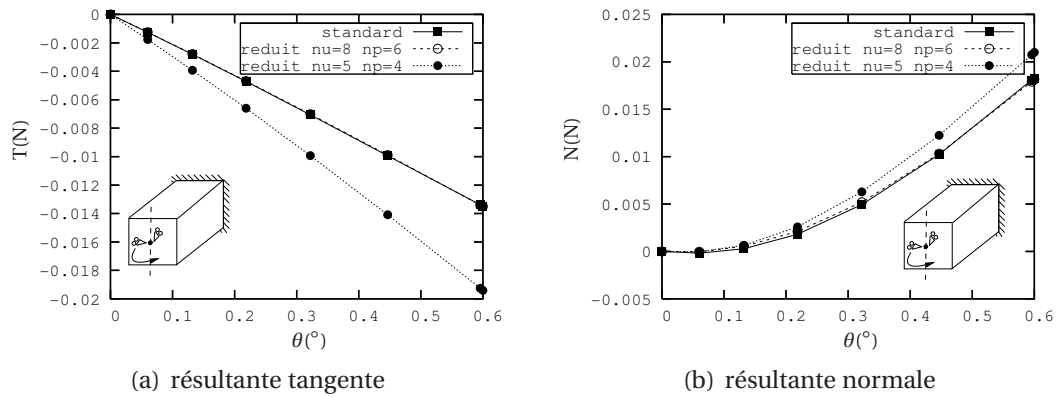 0
-0.002
-0.004
-0.006
-0.008
-0.01
-0.012
-0.014
-0.016
-0.018
-0.02
T(N)
standard
reduit nu=8 np=6
reduit nu=5 np=4
0 0.1 0.2 0.3 0.4 0.5 0.6
θ(°)
(a) résultante tangente
0.025
0.02
0.015
0.01
0.005
0
-0.005
N(N)
standard
reduit nu=8 np=6
reduit nu=5 np=4
0 0.1 0.2 0.3 0.4 0.5 0.6
θ(°)
(b) résultante normale